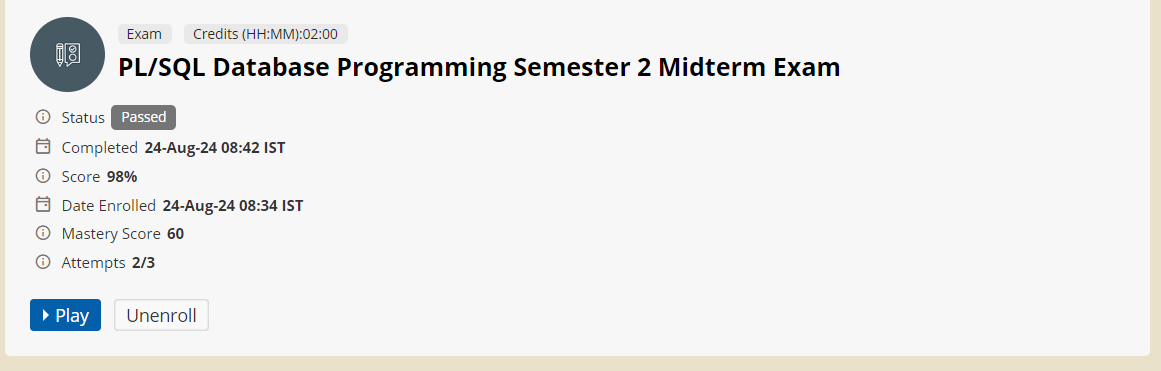 Exam Credits (HH:MM):02:00
PL/SQL Database Programming Semester 2 Midterm Exam
Status Passed
Completed 24-Aug-24 08:42 IST
Score 98%
Date Enrolled 24-Aug-24 08:34 IST
Mastery Score 60
Attempts 2/3
Play Unenroll